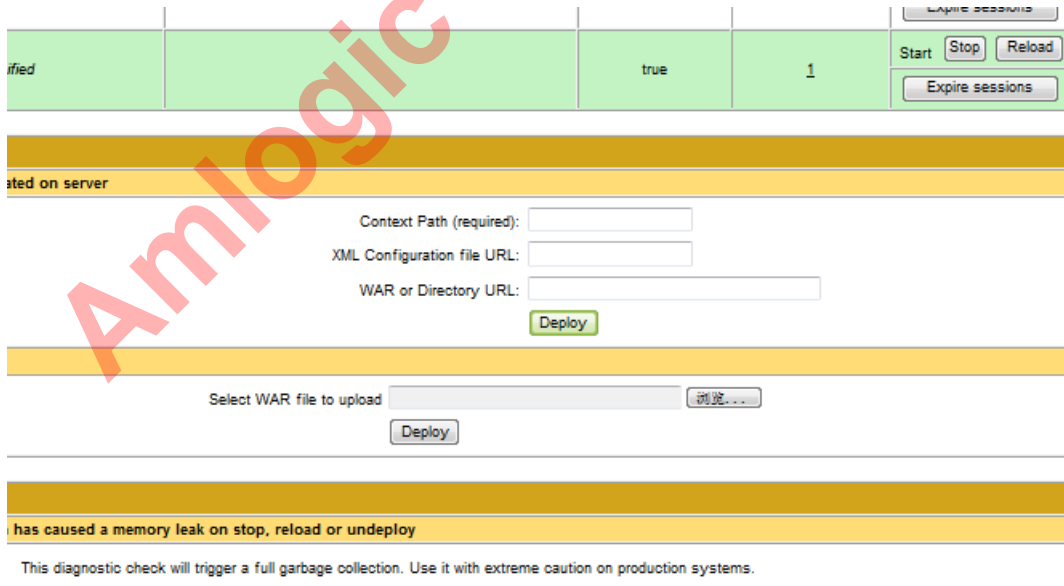 Expire sessions
ified true 1 Start Stop Reload
Expire sessions
ated on server
Context Path (required):
XML Configuration file URL:
WAR or Directory URL:
Deploy
Select WAR file to upload 浏览...
Deploy
has caused a memory leak on stop, reload or undeploy
This diagnostic check will trigger a full garbage collection. Use it with extreme caution on production systems.
Amlogic